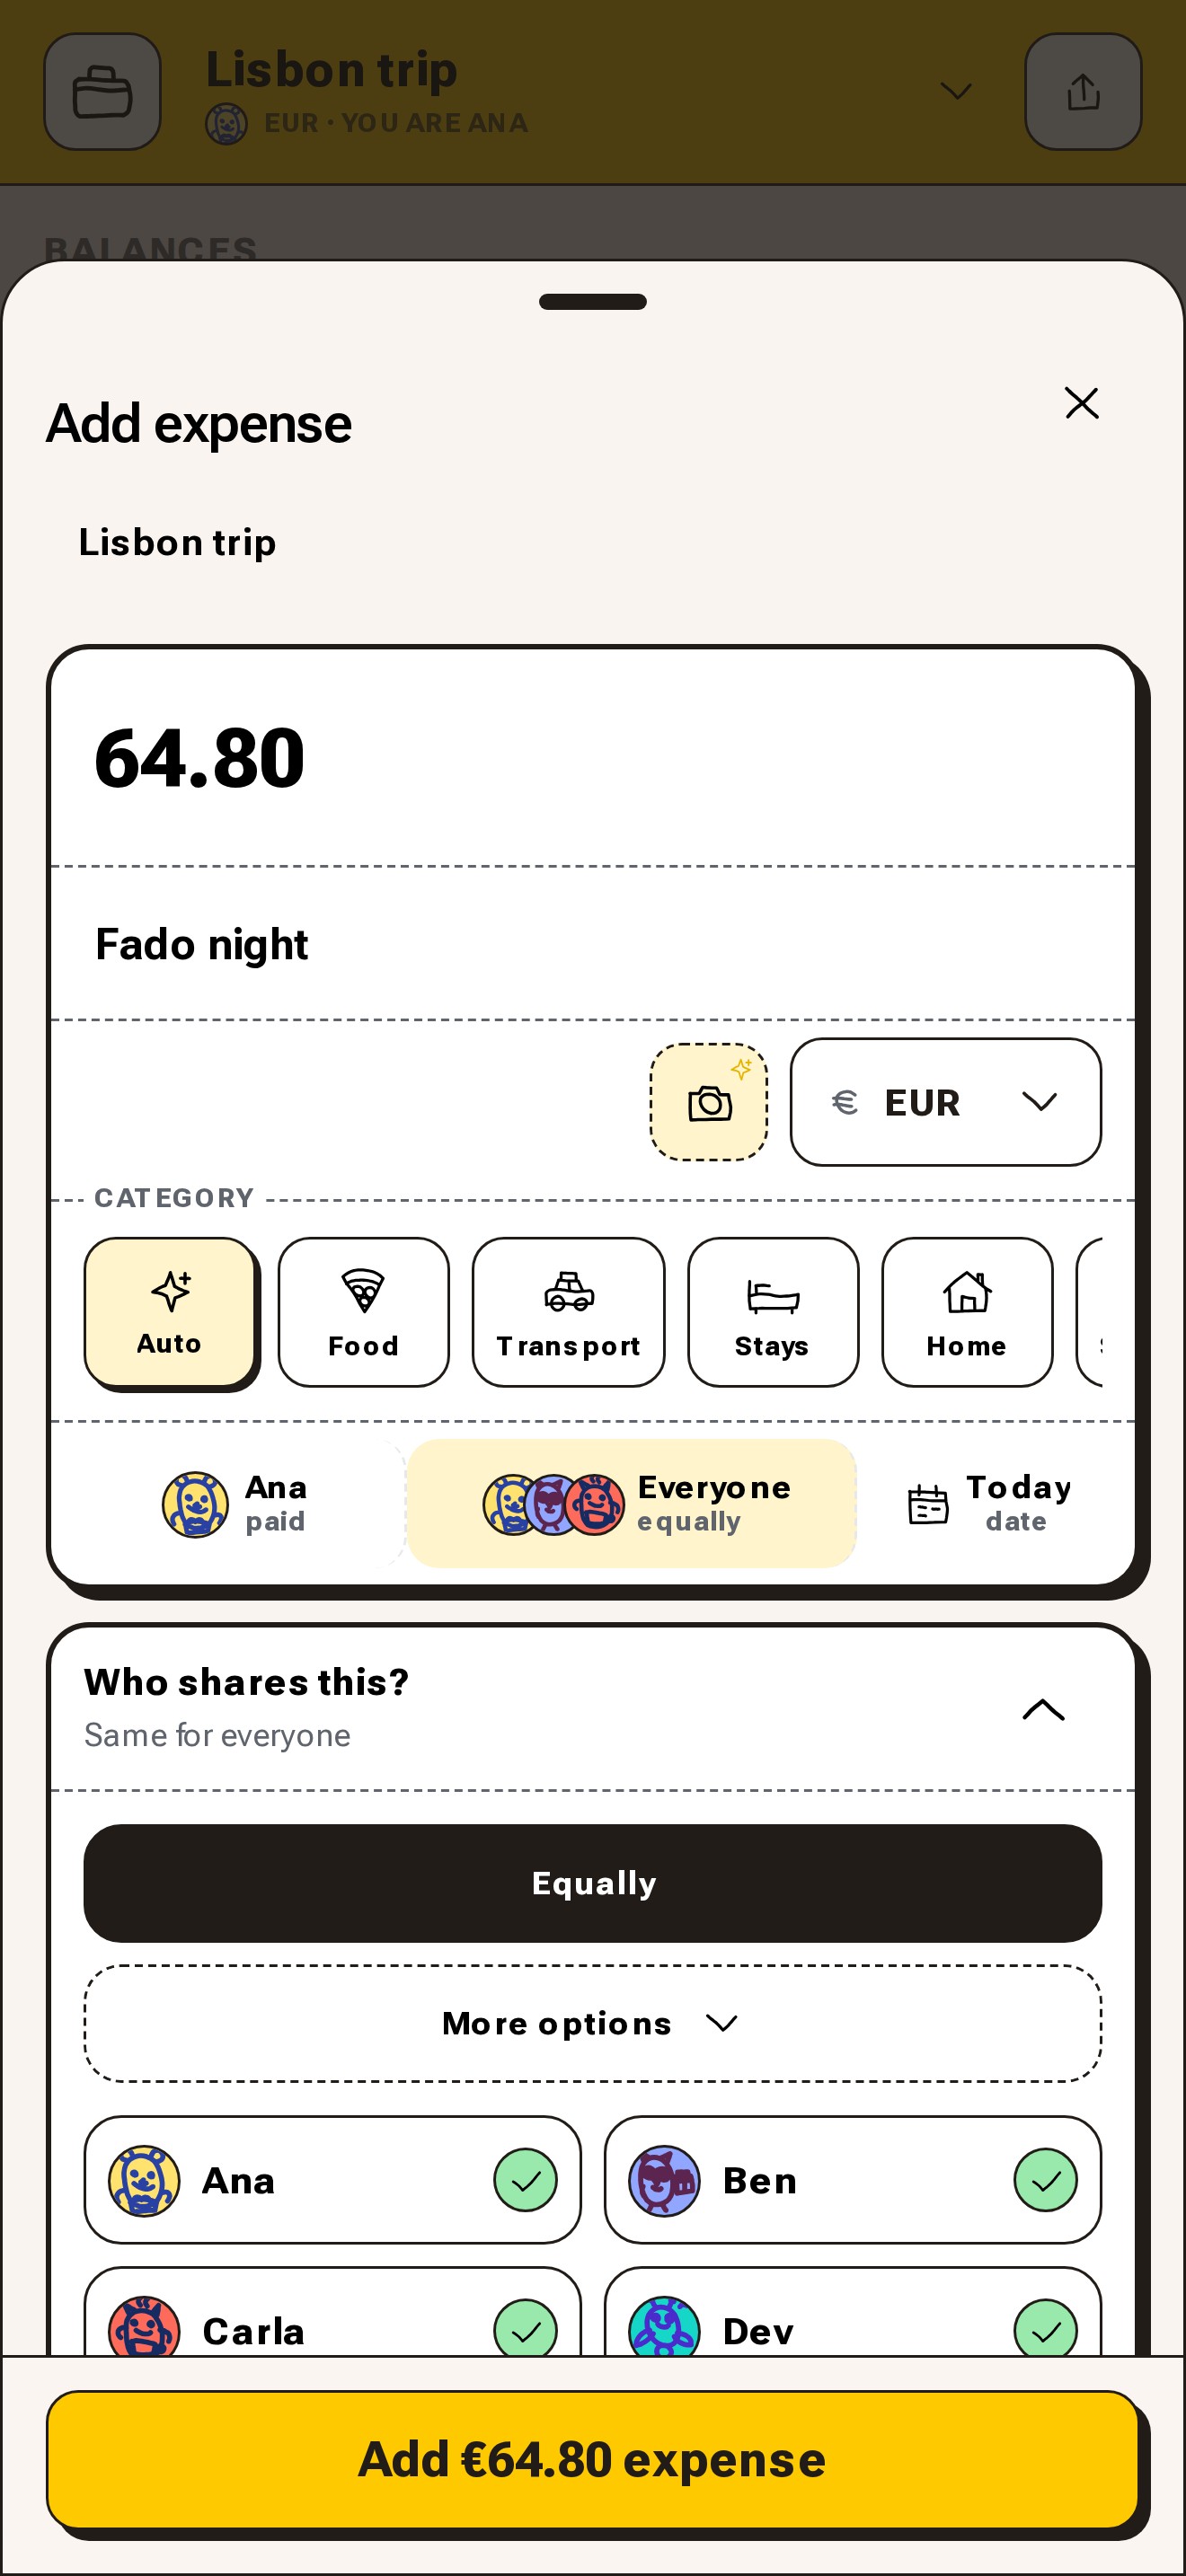 Lisbon trip
EUR · YOU ARE ANA
BALANCES
Add expense
Lisbon trip
64.80
Fado night
€ EUR
CATEGORY
Auto
Food
Transport
Stays
Home
Ana
paid
Everyone
equally
Today
date
Who shares this?
Same for everyone
Equally
More options
Ana
Ben
Carla
Dev
Add €64.80 expense